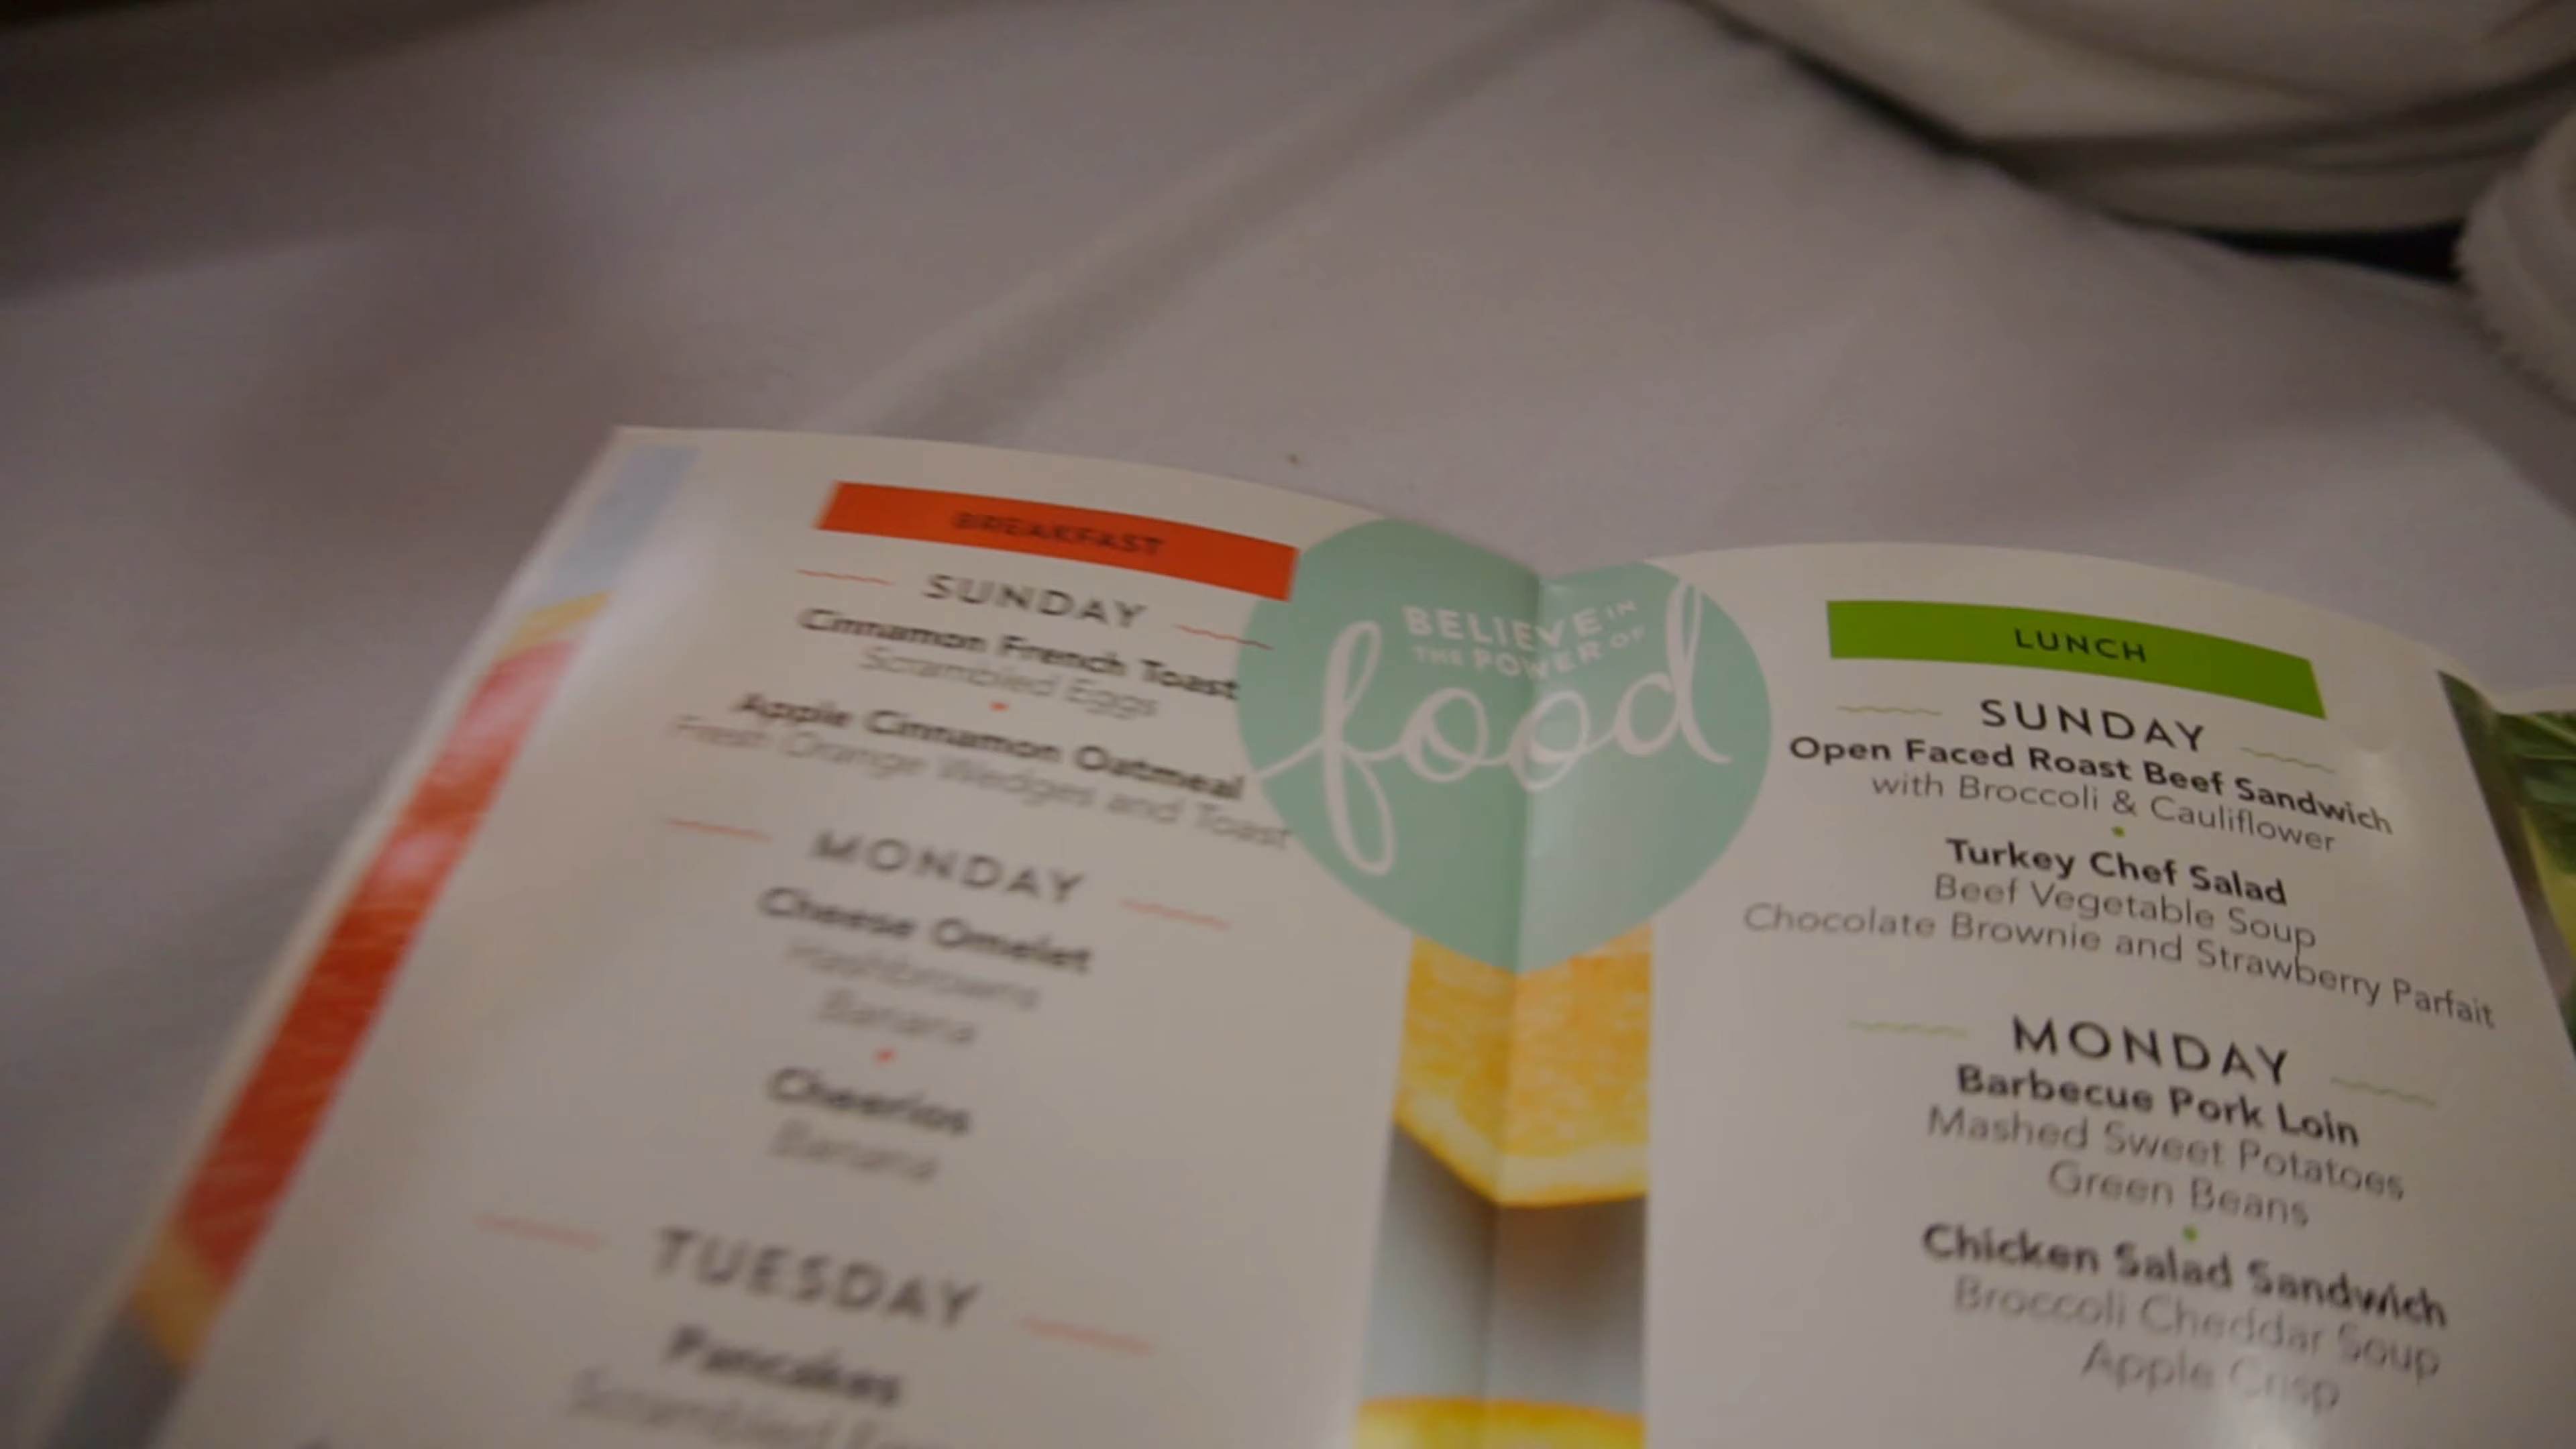 BREAKFAST
SUNDAY
Cinnamon French Toast
Scrambled Eggs
Apple Cinnamon Oatmeal
Fresh Orange Wedges and Toast
MONDAY
Cheese Omelet
Hashbrowns
Banana
Cheerios
Banana
TUESDAY
Pancakes
Scrambled
BELIEVE IN
THE POWER OF
food
LUNCH
SUNDAY
Open Faced Roast Beef Sandwich
with Broccoli & Cauliflower
Turkey Chef Salad
Beef Vegetable Soup
Chocolate Brownie and Strawberry Parfait
MONDAY
Barbecue Pork Loin
Mashed Sweet Potatoes
Green Beans
Chicken Salad Sandwich
Broccoli Cheddar Soup
Apple Crisp